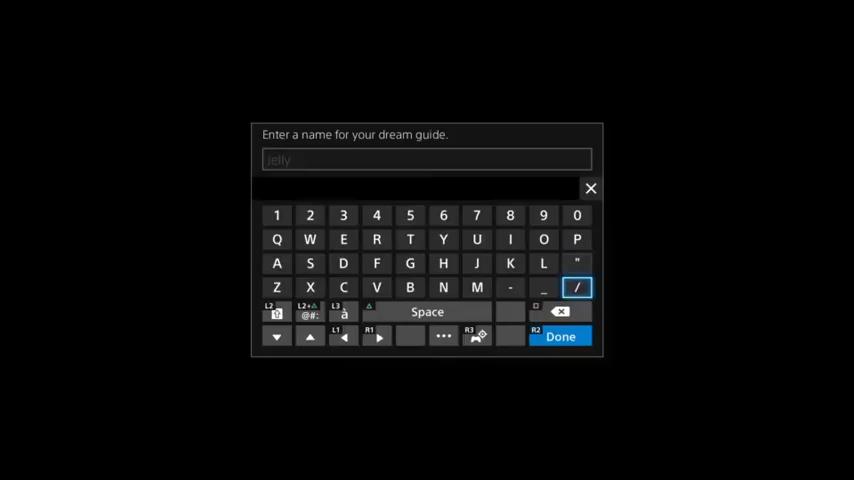 Enter a name for your dream guide.
jelly
1 2 3 4 5 6 7 8 9 0
Q W E R T Y U I O P
A S D F G H J K L "
Z X C V B N M - _ /
L2 L2+△ @#: L3 à △ Space □
L1 R1 ... R3 R2 Done